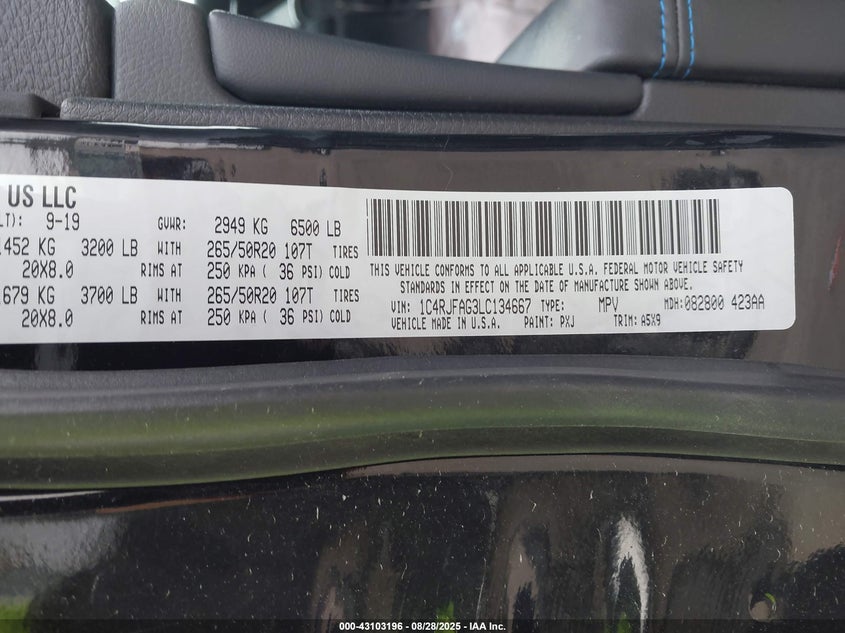 US LLC
LT): 9-19 GVWR: 2949 KG 6500 LB
452 KG 3200 LB WITH 265/50R20 107T TIRES
20X8.0 RIMS AT 250 KPA ( 36 PSI) COLD
679 KG 3700 LB WITH 265/50R20 107T TIRES
20X8.0 RIMS AT 250 KPA ( 36 PSI) COLD
THIS VEHICLE CONFORMS TO ALL APPLICABLE U.S.A. FEDERAL MOTOR VEHICLE SAFETY
STANDARDS IN EFFECT ON THE DATE OF MANUFACTURE SHOWN ABOVE.
VIN: 1C4RJFAG3LC134667 TYPE: MPV MDH: 082800 423AA
VEHICLE MADE IN U.S.A. PAINT: PXJ TRIM: A5X9
000-43103196 - 08/28/2025 - IAA Inc.